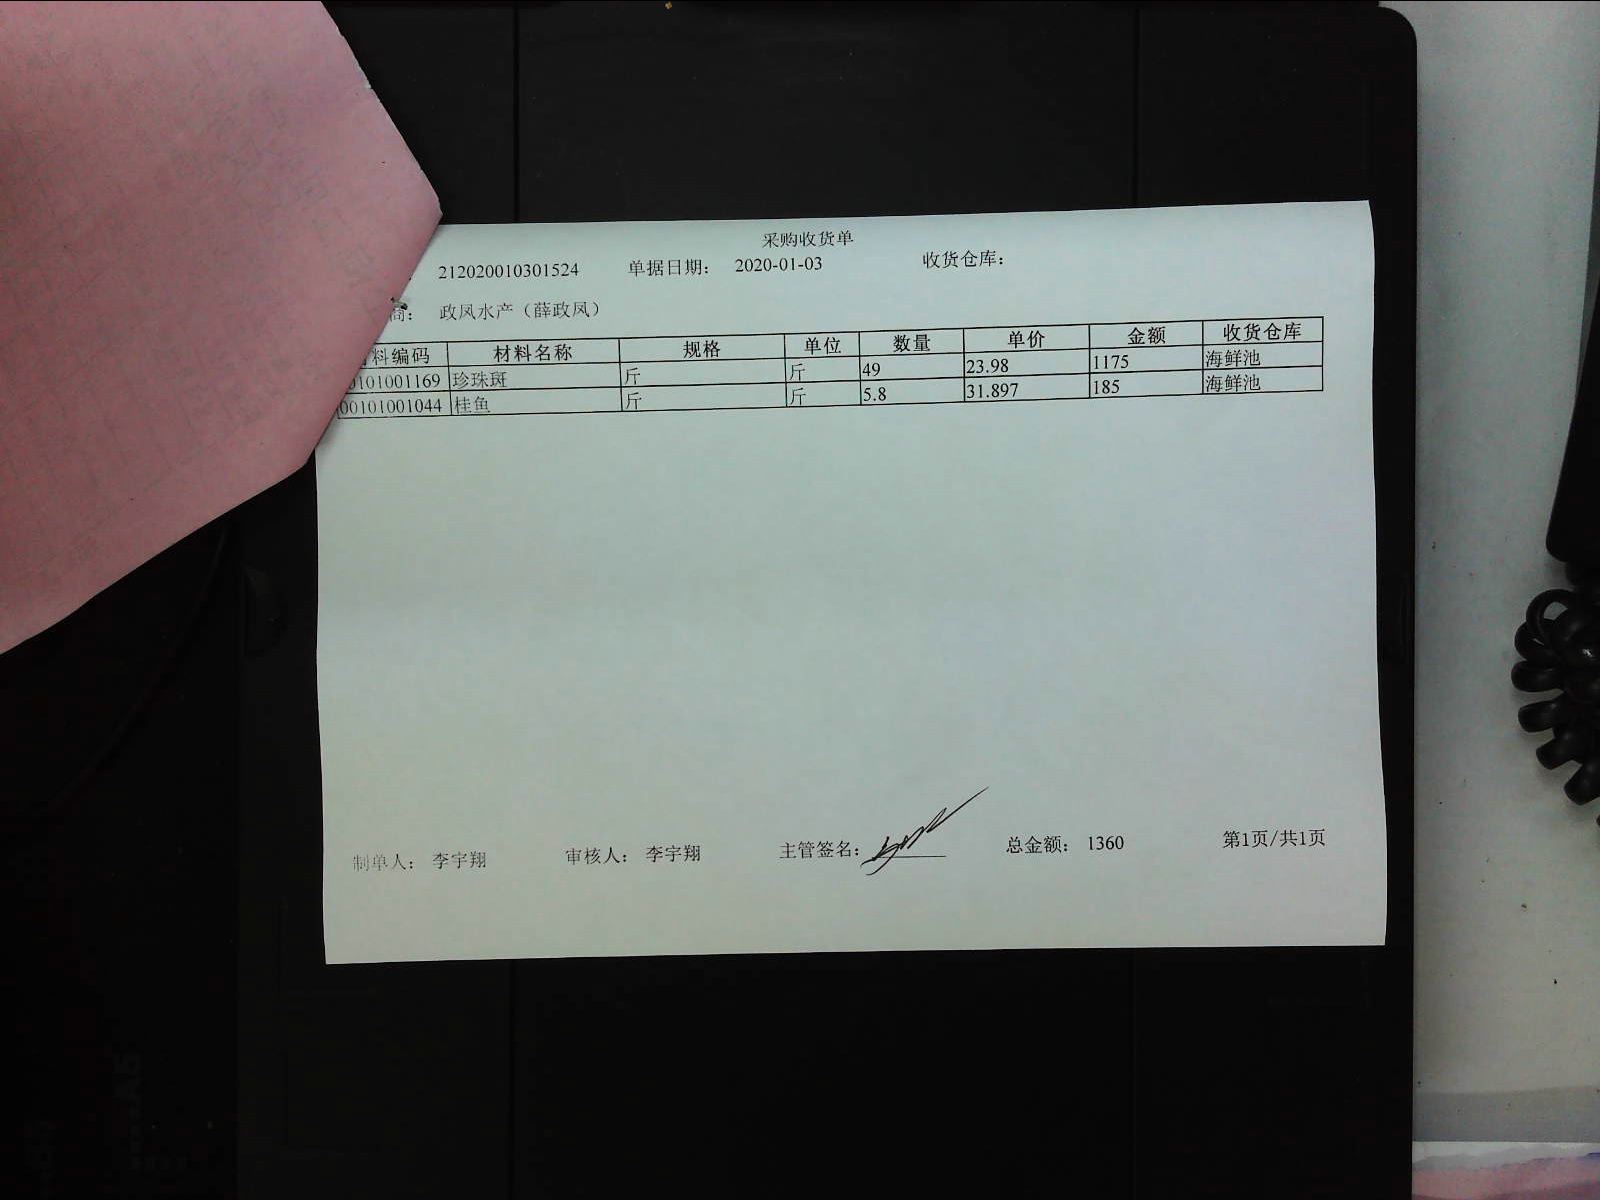 采购收货单
212020010301524 单据日期： 2020-01-03 收货仓库：
商： 政凤水产（薛政凤）
料编码 材料名称 规格 单位 数量 单价 金额 收货仓库
0101001169 珍珠斑 斤 斤 49 23.98 1175 海鲜池
00101001044 桂鱼 斤 斤 5.8 31.897 185 海鲜池
制单人： 李宇翔 审核人： 李宇翔 主管签名： 总金额： 1360 第1页/共1页